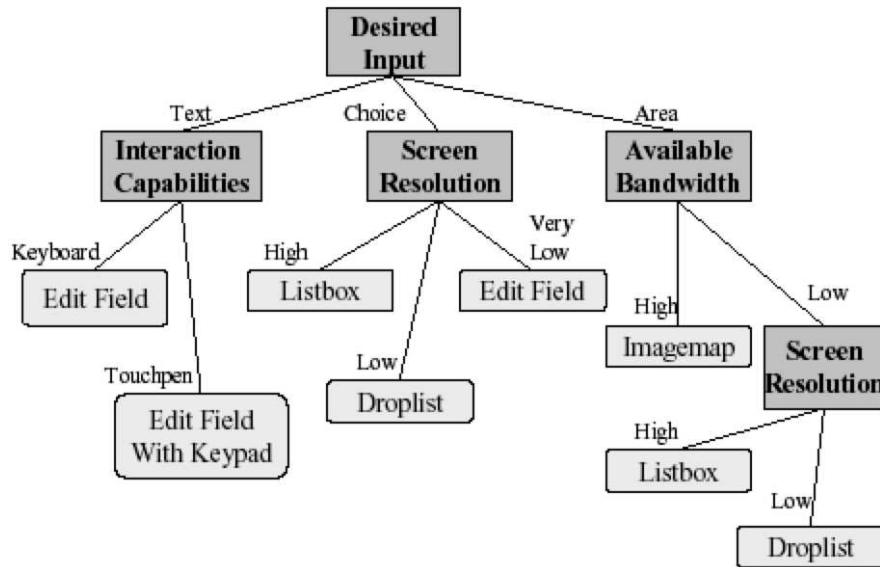 Desired
Input
Text
Choice
Area
Interaction
Capabilities
Screen
Resolution
Available
Bandwidth
Keyboard
Edit Field
Touchpen
Edit Field
With Keypad
High
Listbox
Low
Droplist
Very
Low
Edit Field
High
Imagemap
Low
Screen
Resolution
High
Listbox
Low
Droplist